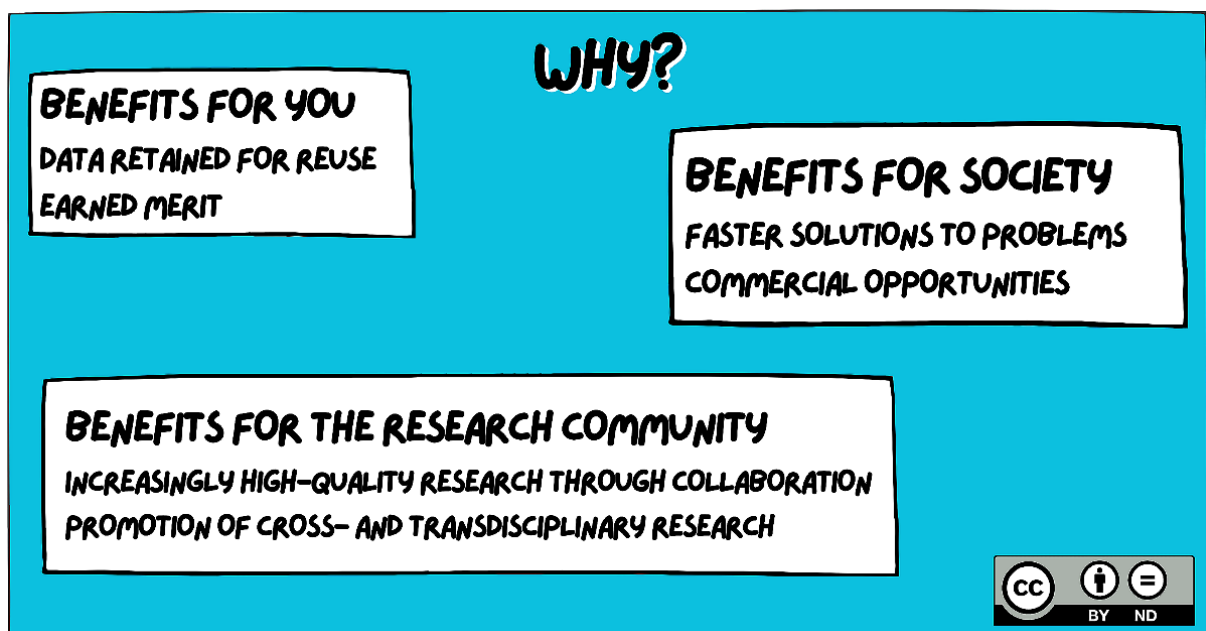 WHY?
BENEFITS FOR YOU
DATA RETAINED FOR REUSE
EARNED MERIT
BENEFITS FOR SOCIETY
FASTER SOLUTIONS TO PROBLEMS
COMMERCIAL OPPORTUNITIES
BENEFITS FOR THE RESEARCH COMMUNITY
INCREASINGLY HIGH-QUALITY RESEARCH THROUGH COLLABORATION
PROMOTION OF CROSS- AND TRANSDISCIPLINARY RESEARCH
CC
BY ND